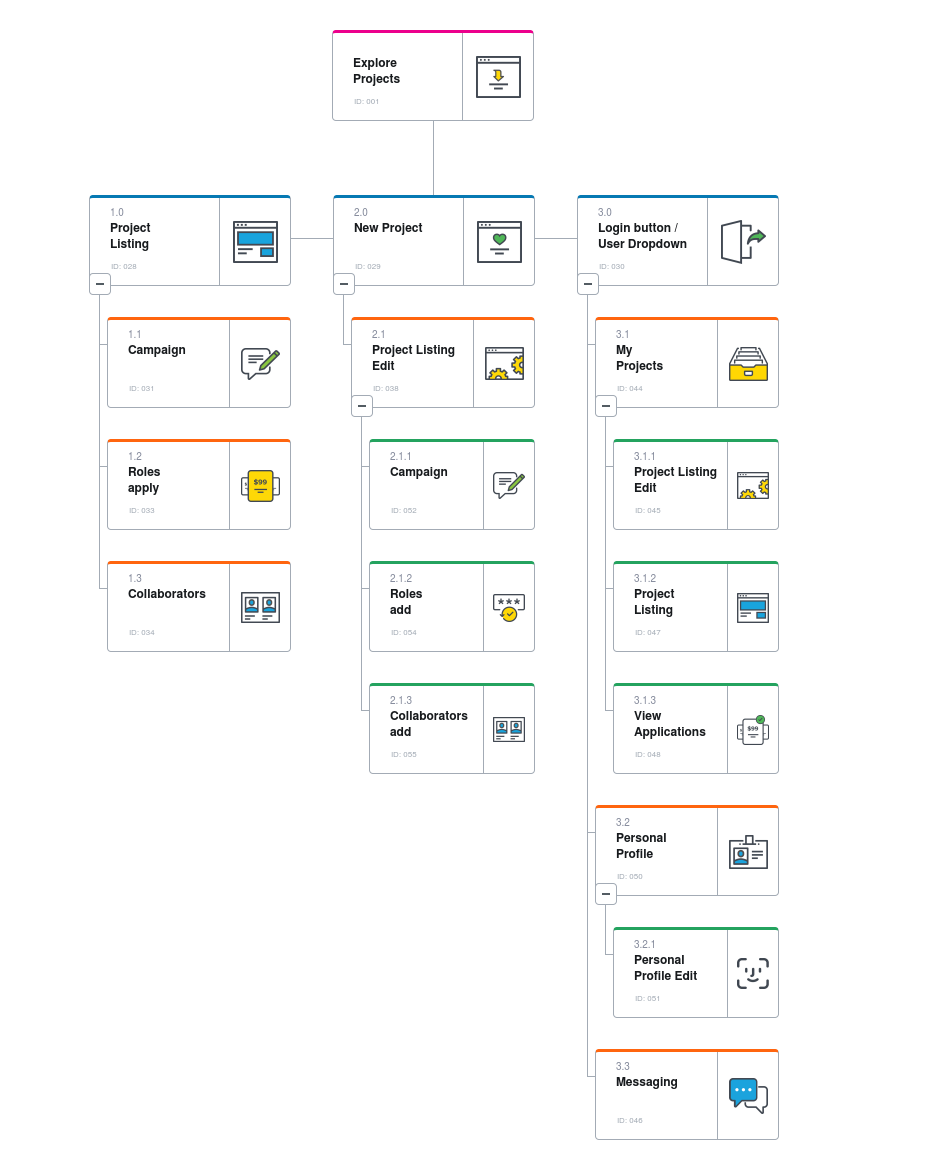 Explore
Projects
ID: 001
1.0
Project
Listing
ID: 028
2.0
New Project
ID: 029
3.0
Login button /
User Dropdown
ID: 030
1.1
Campaign
ID: 031
2.1
Project Listing
Edit
ID: 038
3.1
My
Projects
ID: 044
1.2
Roles
apply
ID: 033
$99
2.1.1
Campaign
ID: 052
3.1.1
Project Listing
Edit
ID: 045
1.3
Collaborators
ID: 034
2.1.2
Roles
add
ID: 054
***
3.1.2
Project
Listing
ID: 047
2.1.3
Collaborators
add
ID: 055
3.1.3
View
Applications
ID: 048
$99
3.2
Personal
Profile
ID: 050
3.2.1
Personal
Profile Edit
ID: 051
3.3
Messaging
ID: 046